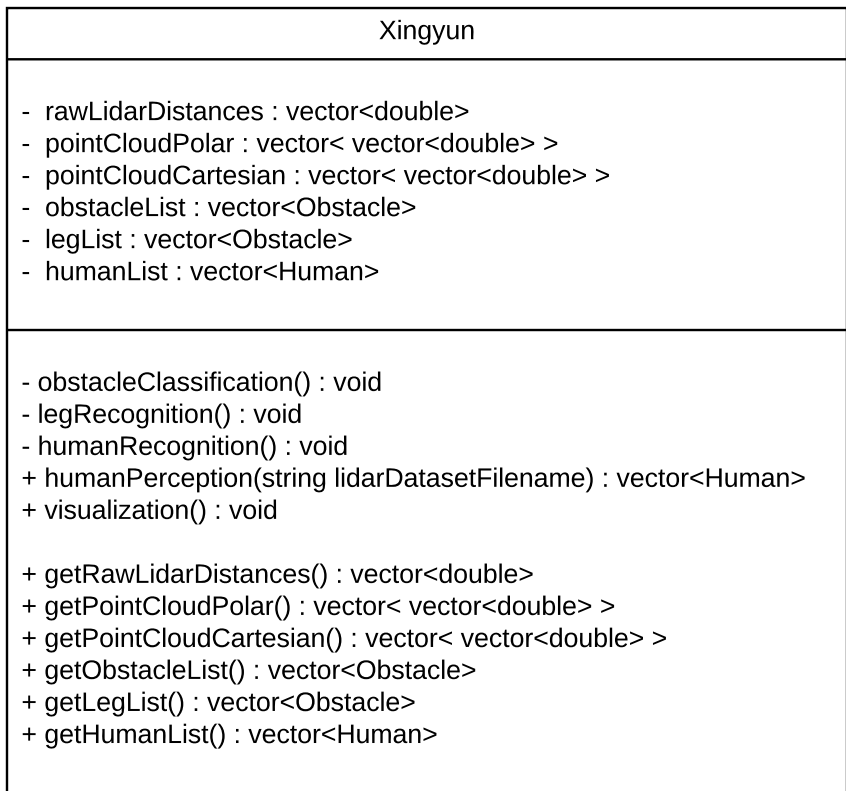 Xingyun
- rawLidarDistances : vector<double>
- pointCloudPolar : vector< vector<double> >
- pointCloudCartesian : vector< vector<double> >
- obstacleList : vector<Obstacle>
- legList : vector<Obstacle>
- humanList : vector<Human>
- obstacleClassification() : void
- legRecognition() : void
- humanRecognition() : void
+ humanPerception(string lidarDatasetFilename) : vector<Human>
+ visualization() : void
+ getRawLidarDistances() : vector<double>
+ getPointCloudPolar() : vector< vector<double> >
+ getPointCloudCartesian() : vector< vector<double> >
+ getObstacleList() : vector<Obstacle>
+ getLegList() : vector<Obstacle>
+ getHumanList() : vector<Human>